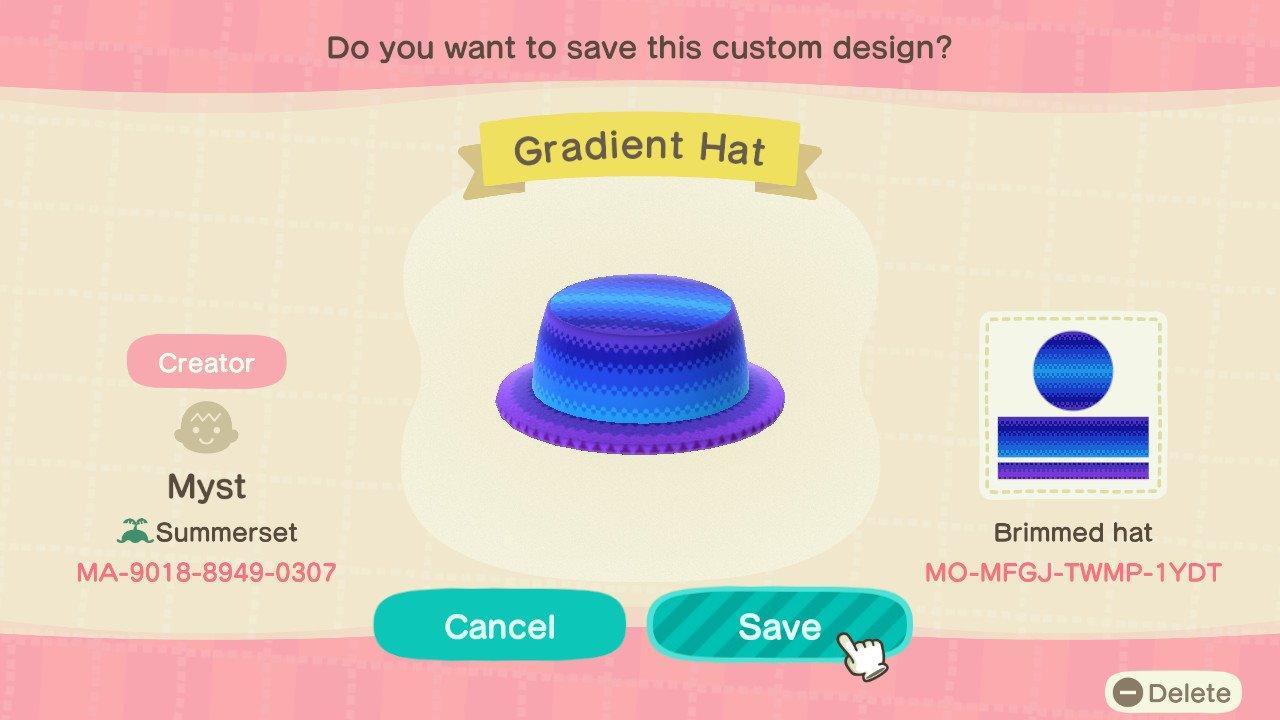 Do you want to save this custom design?
Gradient Hat
Creator
Myst
Summerset
MA-9018-8949-0307
Brimmed hat
MO-MFGJ-TWMP-1YDT
Cancel
Save
Delete